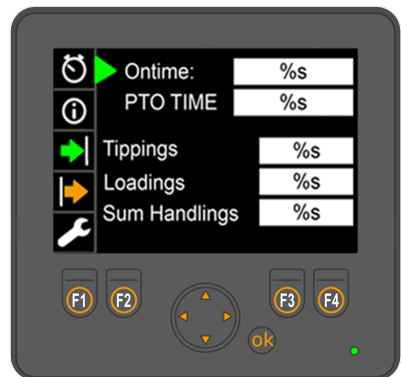 Ontime: %s
PTO TIME %s
Tippings %s
Loadings %s
Sum Handlings %s
F1 F2 F3 F4
ok